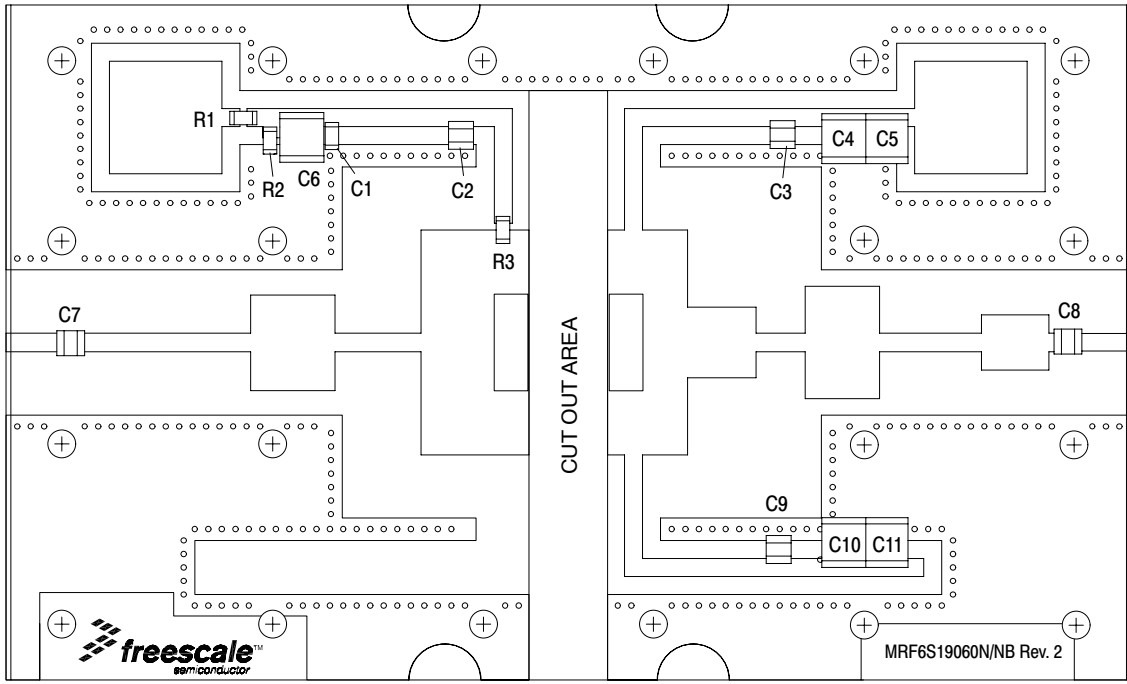 R1
C4 C5
R2
C6
C1
C2
C3
R3
C7
C8
CUT OUT AREA
C9
C10 C11
freescale™
semiconductor
MRF6S19060N/NB Rev. 2